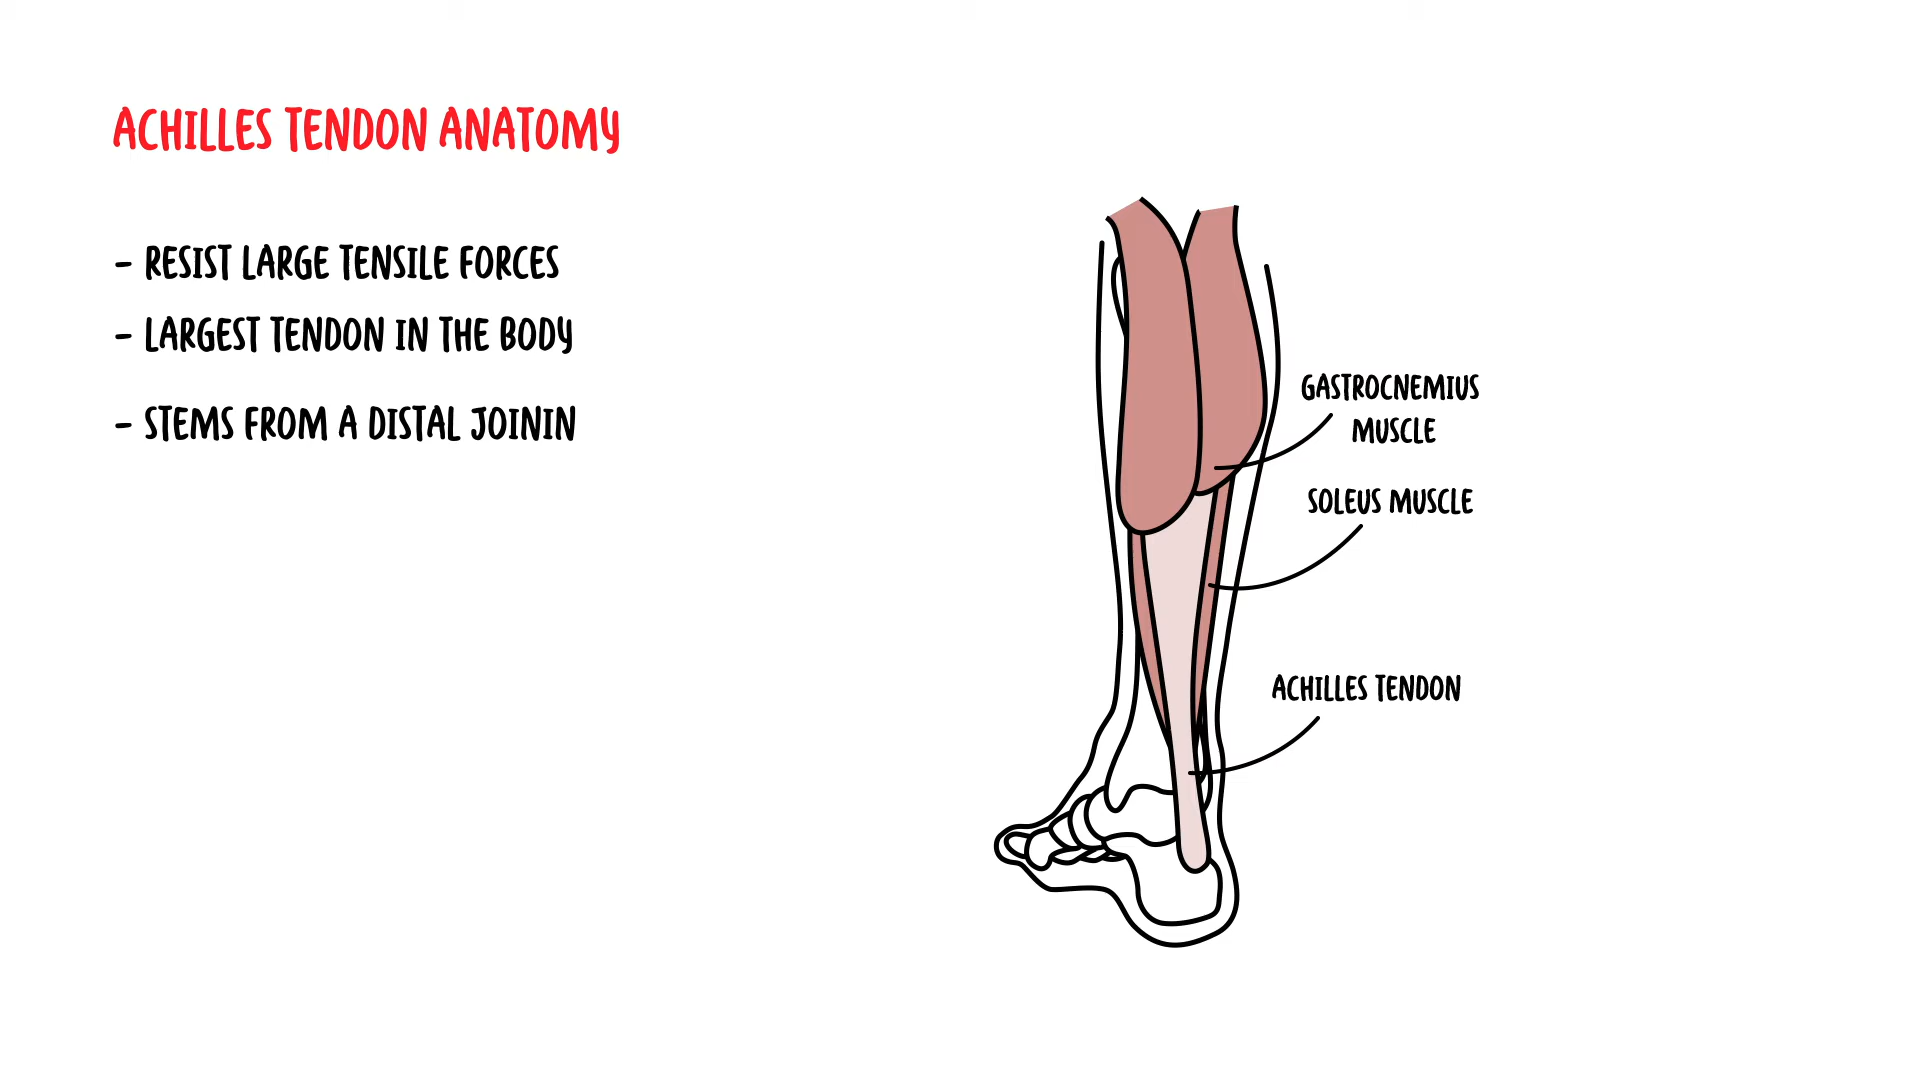 ACHILLES TENDON ANATOMY
- RESIST LARGE TENSILE FORCES
- LARGEST TENDON IN THE BODY
- STEMS FROM A DISTAL JOININ
GASTROCNEMIUS
MUSCLE
SOLEUS MUSCLE
ACHILLES TENDON